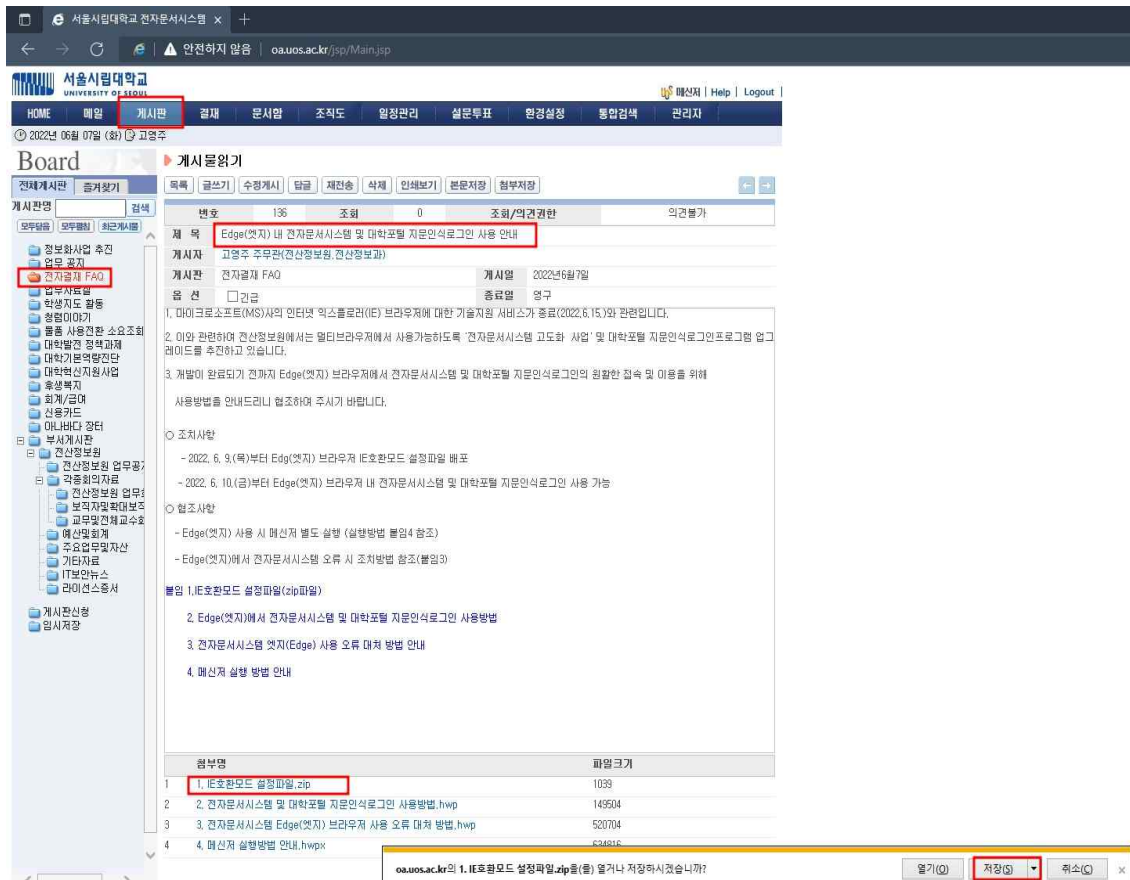 서울시립대학교 전자문서시스템 ×
안전하지 않음 oa.uos.ac.kr/jsp/Main.jsp
서울시립대학교
UNIVERSITY OF SEOUL
메신저 | Help | Logout |
HOME 메일 게시판 결재 문서함 조직도 일정관리 설문투표 환경설정 통합검색 관리자
2022년 06월 07일 (화) 고영주
Board
전체게시판 즐겨찾기
게시판명 검색
모두닫음 모두펼침 최근게시물
정보화사업 추진
업무 공지
전자결재 FAQ
업무자료실
학생지도 활동
청렴이야기
물품 사용전환 소요조회
대학발전 정책과제
대학기본역량진단
대학혁신지원사업
후생복지
회계/급여
신용카드
아나바다 장터
부서게시판
전산정보원
전산정보원 업무공
각종회의자료
전산정보원 업무
보직자및확대보직
교무및전체교수회
예산및회계
주요업무및자산
기타자료
IT보안뉴스
라이선스증서
게시판신청
임시저장
게시물읽기
목록 글쓰기 수정게시 답글 재전송 삭제 인쇄보기 본문저장 첨부저장
번호 136 조회 0 조회/의견권한 의견불가
제 목 Edge(엣지) 내 전자문서시스템 및 대학포털 지문인식로그인 사용 안내
게시자 고영주 주무관(전산정보원,전산정보과)
게시판 전자결재 FAQ 게시일 2022년6월7일
옵 션 긴급 종료일 영구
1. 마이크로소프트(MS)사의 인터넷 익스플로러(IE) 브라우저에 대한 기술지원 서비스가 종료(2022.6.15.)와 관련입니다.
2. 이와 관련하여 전산정보원에서는 멀티브라우저에서 사용가능하도록 '전자문서시스템 고도화 사업' 및 대학포털 지문인식로그인프로그램 업그
레이드를 추진하고 있습니다.
3. 개발이 완료되기 전까지 Edge(엣지) 브라우저에서 전자문서시스템 및 대학포털 지문인식로그인의 원활한 접속 및 이용을 위해
사용방법을 안내드리니 협조하여 주시기 바랍니다.
○ 조치사항
- 2022. 6. 9.(목)부터 Edg(엣지) 브라우저 IE호환모드 설정파일 배포
- 2022. 6. 10.(금)부터 Edge(엣지) 브라우저 내 전자문서시스템 및 대학포털 지문인식로그인 사용 가능
○ 협조사항
- Edge(엣지) 사용 시 메신저 별도 실행 (실행방법 붙임4 참조)
- Edge(엣지)에서 전자문서시스템 오류 시 조치방법 참조(붙임3)
붙임 1.IE호환모드 설정파일(zip파일)
2. Edge(엣지)에서 전자문서시스템 및 대학포털 지문인식로그인 사용방법
3. 전자문서시스템 엣지(Edge) 사용 오류 대처 방법 안내
4. 메신저 실행 방법 안내
첨부명 파일크기
1 1. IE호환모드 설정파일.zip 1039
2 2. 전자문서시스템 및 대학포털 지문인식로그인 사용방법.hwp 149504
3 3. 전자문서시스템 Edge(엣지) 브라우저 사용 오류 대처 방법.hwp 520704
4 4. 메신저 실행방법 안내.hwpx 634816
oa.uos.ac.kr의 1. IE호환모드 설정파일.zip을(를) 열거나 저장하시겠습니까? 열기(O) 저장(S) 취소(C) ×